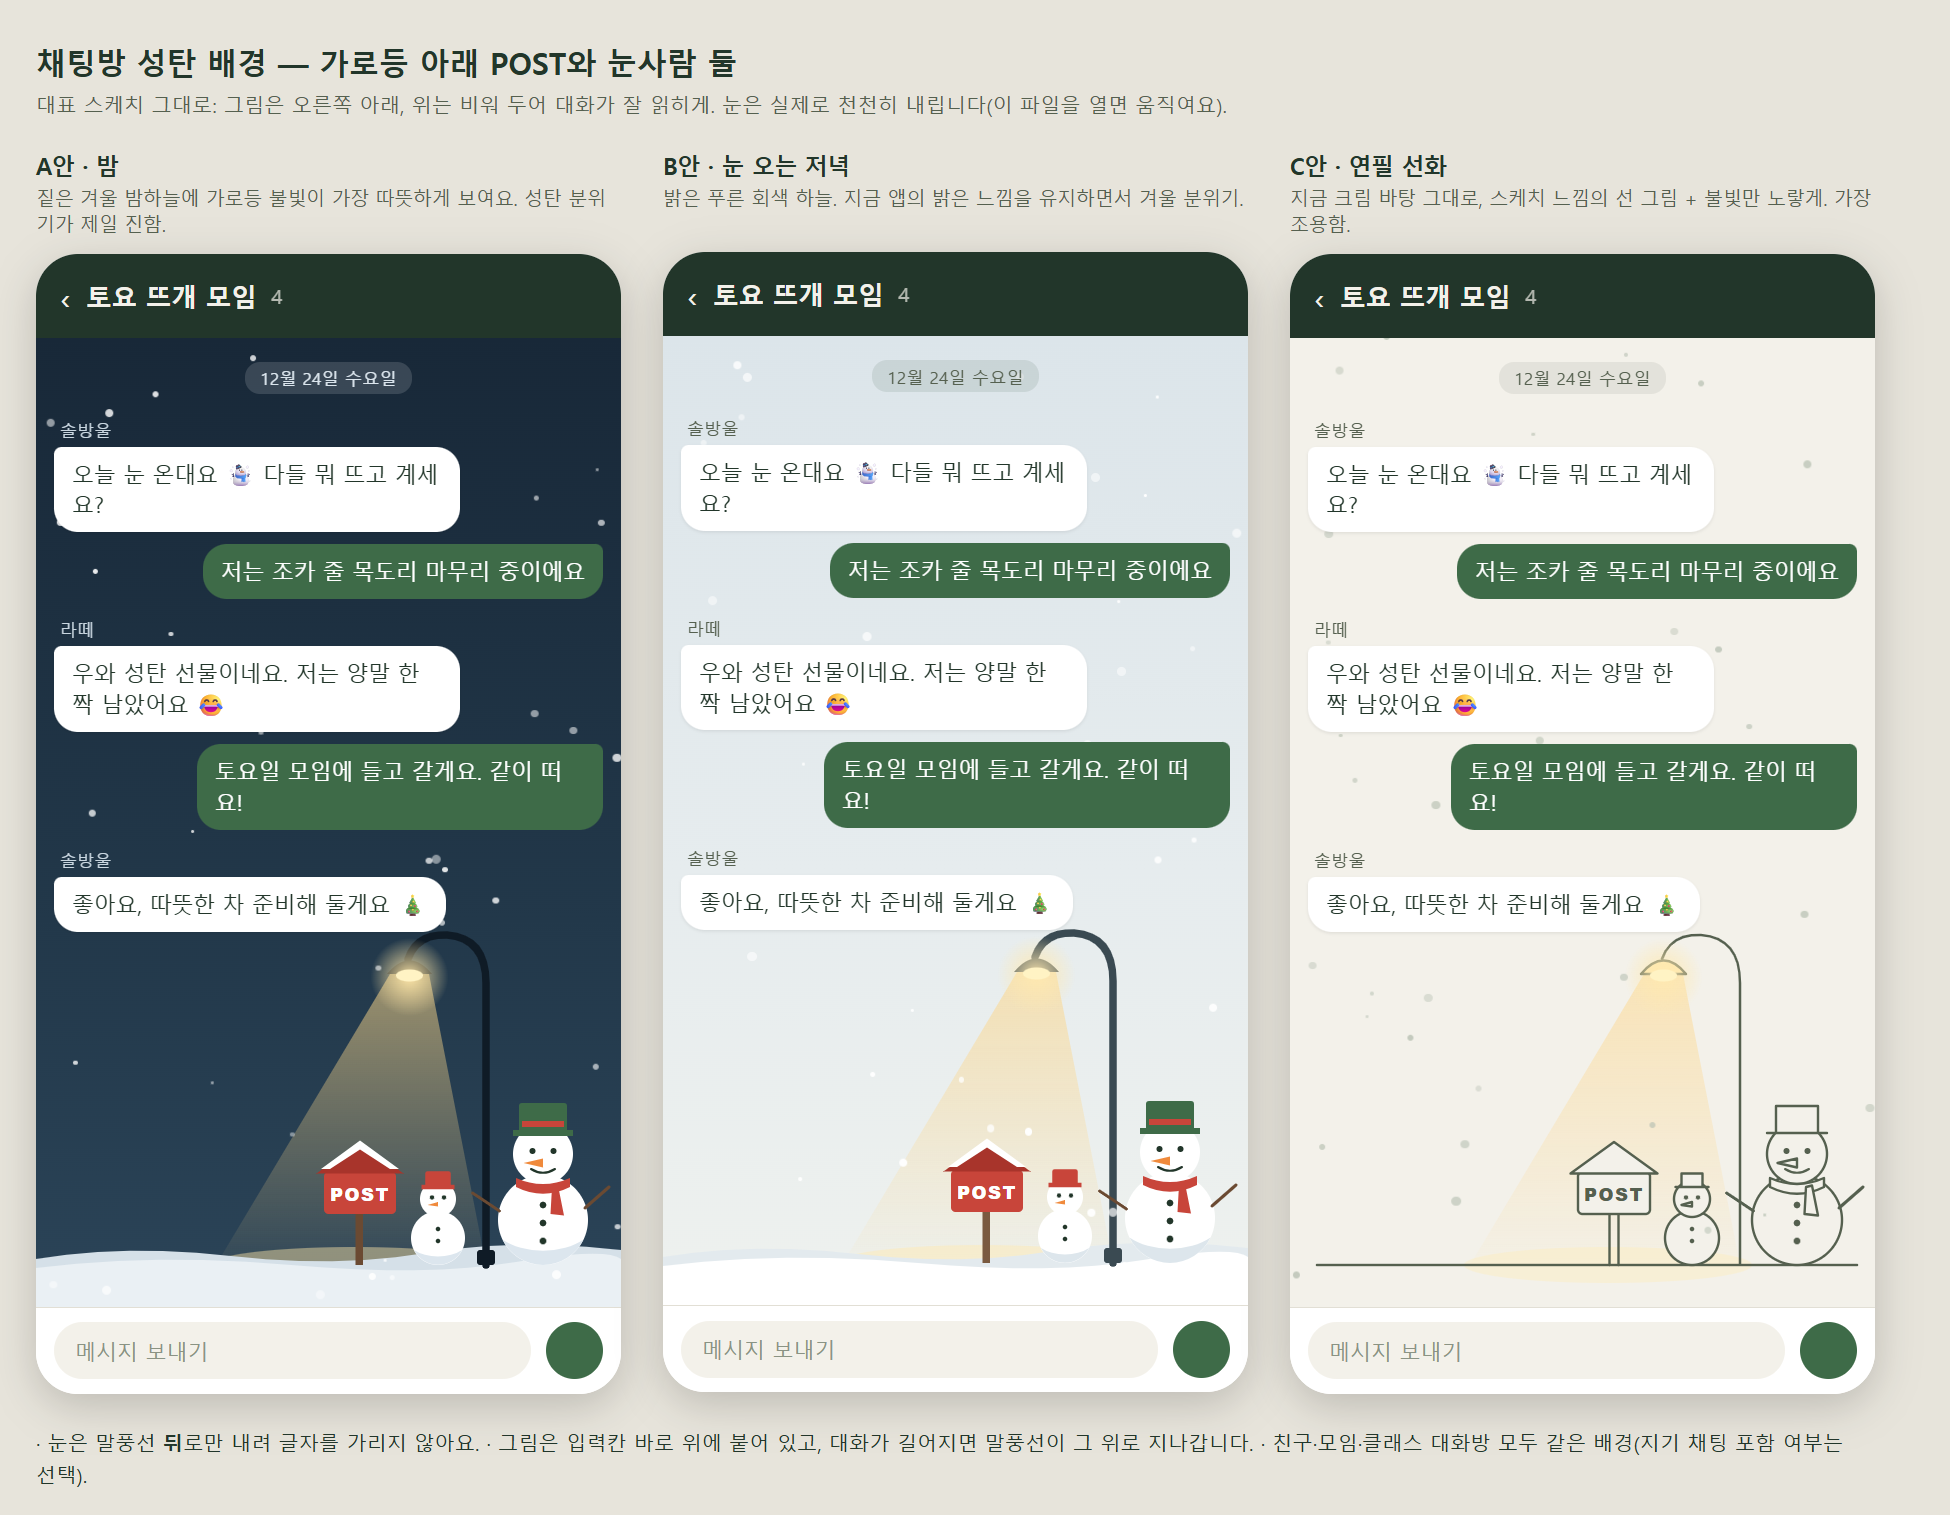 채팅방 성탄 배경 — 가로등 아래 POST와 눈사람 둘
대표 스케치 그대로: 그림은 오른쪽 아래, 위는 비워 두어 대화가 잘 읽히게. 눈은 실제로 천천히 내립니다(이 파일을 열면 움직여요).
A안 · 밤
짙은 겨울 밤하늘에 가로등 불빛이 가장 따뜻하게 보여요. 성탄 분위
기가 제일 진함.
‹ 토요 뜨개 모임 4
12월 24일 수요일
솔방울
오늘 눈 온대요 ⛄ 다들 뭐 뜨고 계세
요?
저는 조카 줄 목도리 마무리 중이에요
라떼
우와 성탄 선물이네요. 저는 양말 한
짝 남았어요 😂
토요일 모임에 들고 갈게요. 같이 떠
요!
솔방울
좋아요, 따뜻한 차 준비해 둘게요 🎄
POST
메시지 보내기
B안 · 눈 오는 저녁
밝은 푸른 회색 하늘. 지금 앱의 밝은 느낌을 유지하면서 겨울 분위기.
‹ 토요 뜨개 모임 4
12월 24일 수요일
솔방울
오늘 눈 온대요 ⛄ 다들 뭐 뜨고 계세
요?
저는 조카 줄 목도리 마무리 중이에요
라떼
우와 성탄 선물이네요. 저는 양말 한
짝 남았어요 😂
토요일 모임에 들고 갈게요. 같이 떠
요!
솔방울
좋아요, 따뜻한 차 준비해 둘게요 🎄
POST
메시지 보내기
C안 · 연필 선화
지금 크림 바탕 그대로, 스케치 느낌의 선 그림 + 불빛만 노랗게. 가장
조용함.
‹ 토요 뜨개 모임 4
12월 24일 수요일
솔방울
오늘 눈 온대요 ⛄ 다들 뭐 뜨고 계세
요?
저는 조카 줄 목도리 마무리 중이에요
라떼
우와 성탄 선물이네요. 저는 양말 한
짝 남았어요 😂
토요일 모임에 들고 갈게요. 같이 떠
요!
솔방울
좋아요, 따뜻한 차 준비해 둘게요 🎄
POST
메시지 보내기
· 눈은 말풍선 뒤로만 내려 글자를 가리지 않아요. · 그림은 입력칸 바로 위에 붙어 있고, 대화가 길어지면 말풍선이 그 위로 지나갑니다. · 친구·모임·클래스 대화방 모두 같은 배경(지기 채팅 포함 여부는
선택).